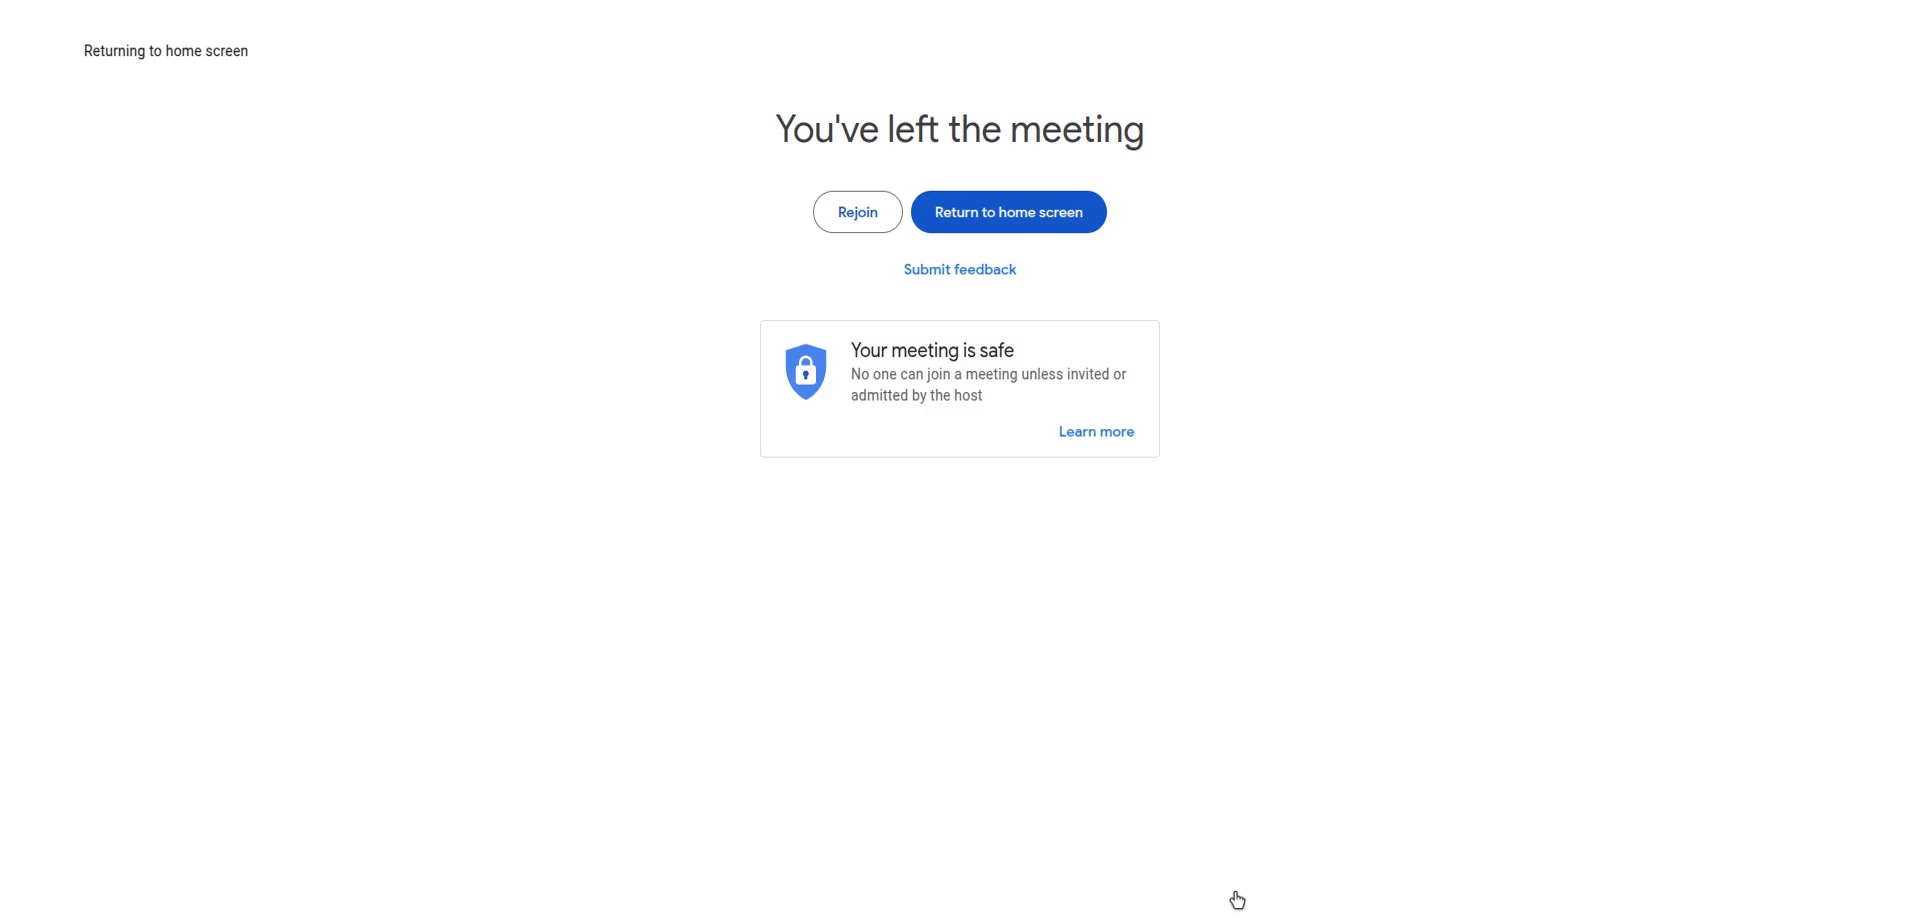 Returning to home screen
You've left the meeting
Rejoin
Return to home screen
Submit feedback
Your meeting is safe
No one can join a meeting unless invited or
admitted by the host
Learn more